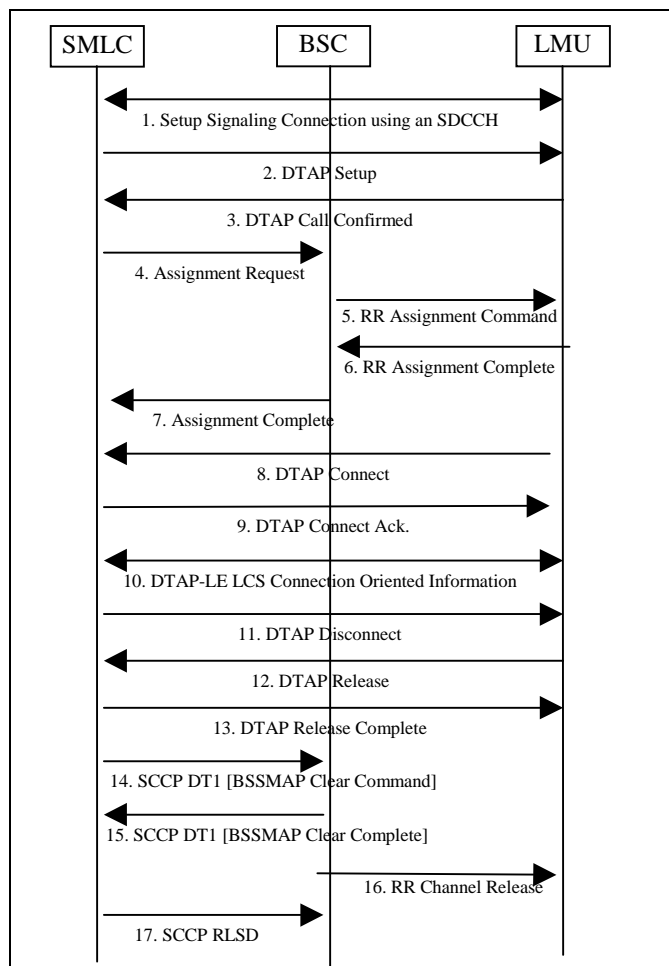 SMLC BSC LMU
1. Setup Signaling Connection using an SDCCH
2. DTAP Setup
3. DTAP Call Confirmed
4. Assignment Request
5. RR Assignment Command
6. RR Assignment Complete
7. Assignment Complete
8. DTAP Connect
9. DTAP Connect Ack.
10. DTAP-LE LCS Connection Oriented Information
11. DTAP Disconnect
12. DTAP Release
13. DTAP Release Complete
14. SCCP DT1 [BSSMAP Clear Command]
15. SCCP DT1 [BSSMAP Clear Complete]
16. RR Channel Release
17. SCCP RLSD